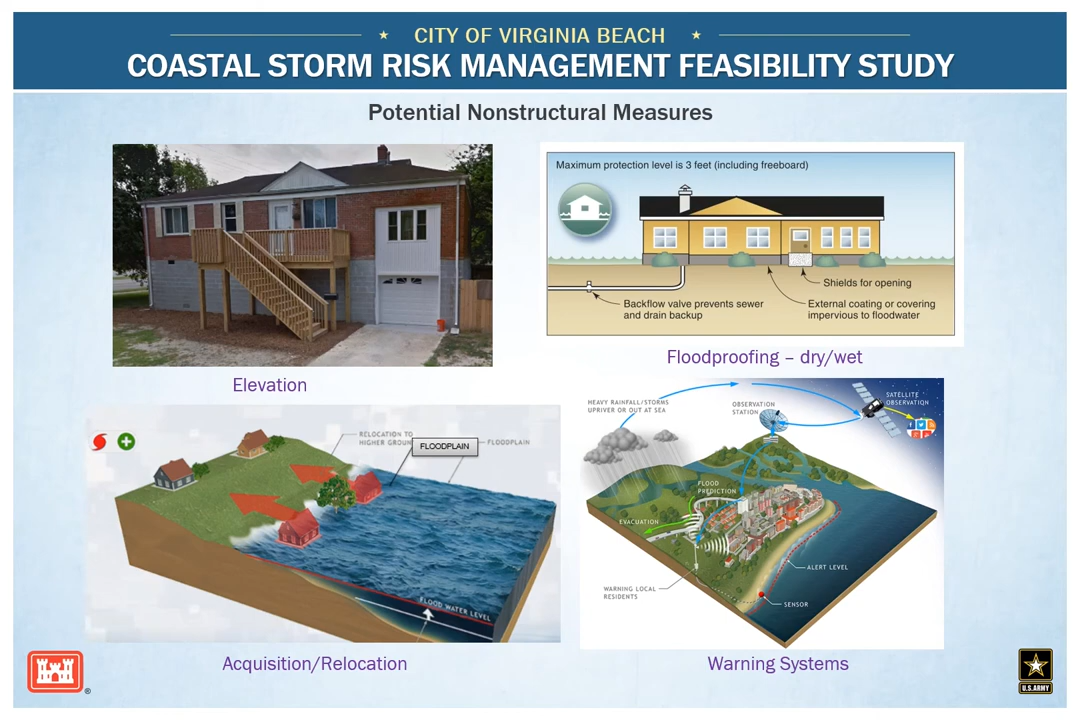 CITY OF VIRGINIA BEACH
COASTAL STORM RISK MANAGEMENT FEASIBILITY STUDY
Potential Nonstructural Measures
Elevation
Maximum protection level is 3 feet (including freeboard)
Shields for opening
Backflow valve prevents sewer
and drain backup
External coating or covering
impervious to floodwater
Floodproofing – dry/wet
RELOCATION TO
HIGHER GROUN
FLOODPLAIN
FLOODPLAIN
FLOOD WATER LEVEL
Acquisition/Relocation
HEAVY RAINFALL/STORMS
UPRIVER OR OUT AT SEA
OBSERVATION
STATION
SATELLITE
OBSERVATION
FLOOD
PREDICTION
EVACUATION
ALERT LEVEL
WARNING LOCAL
RESIDENTS
SENSOR
Warning Systems
®
U.S.ARMY